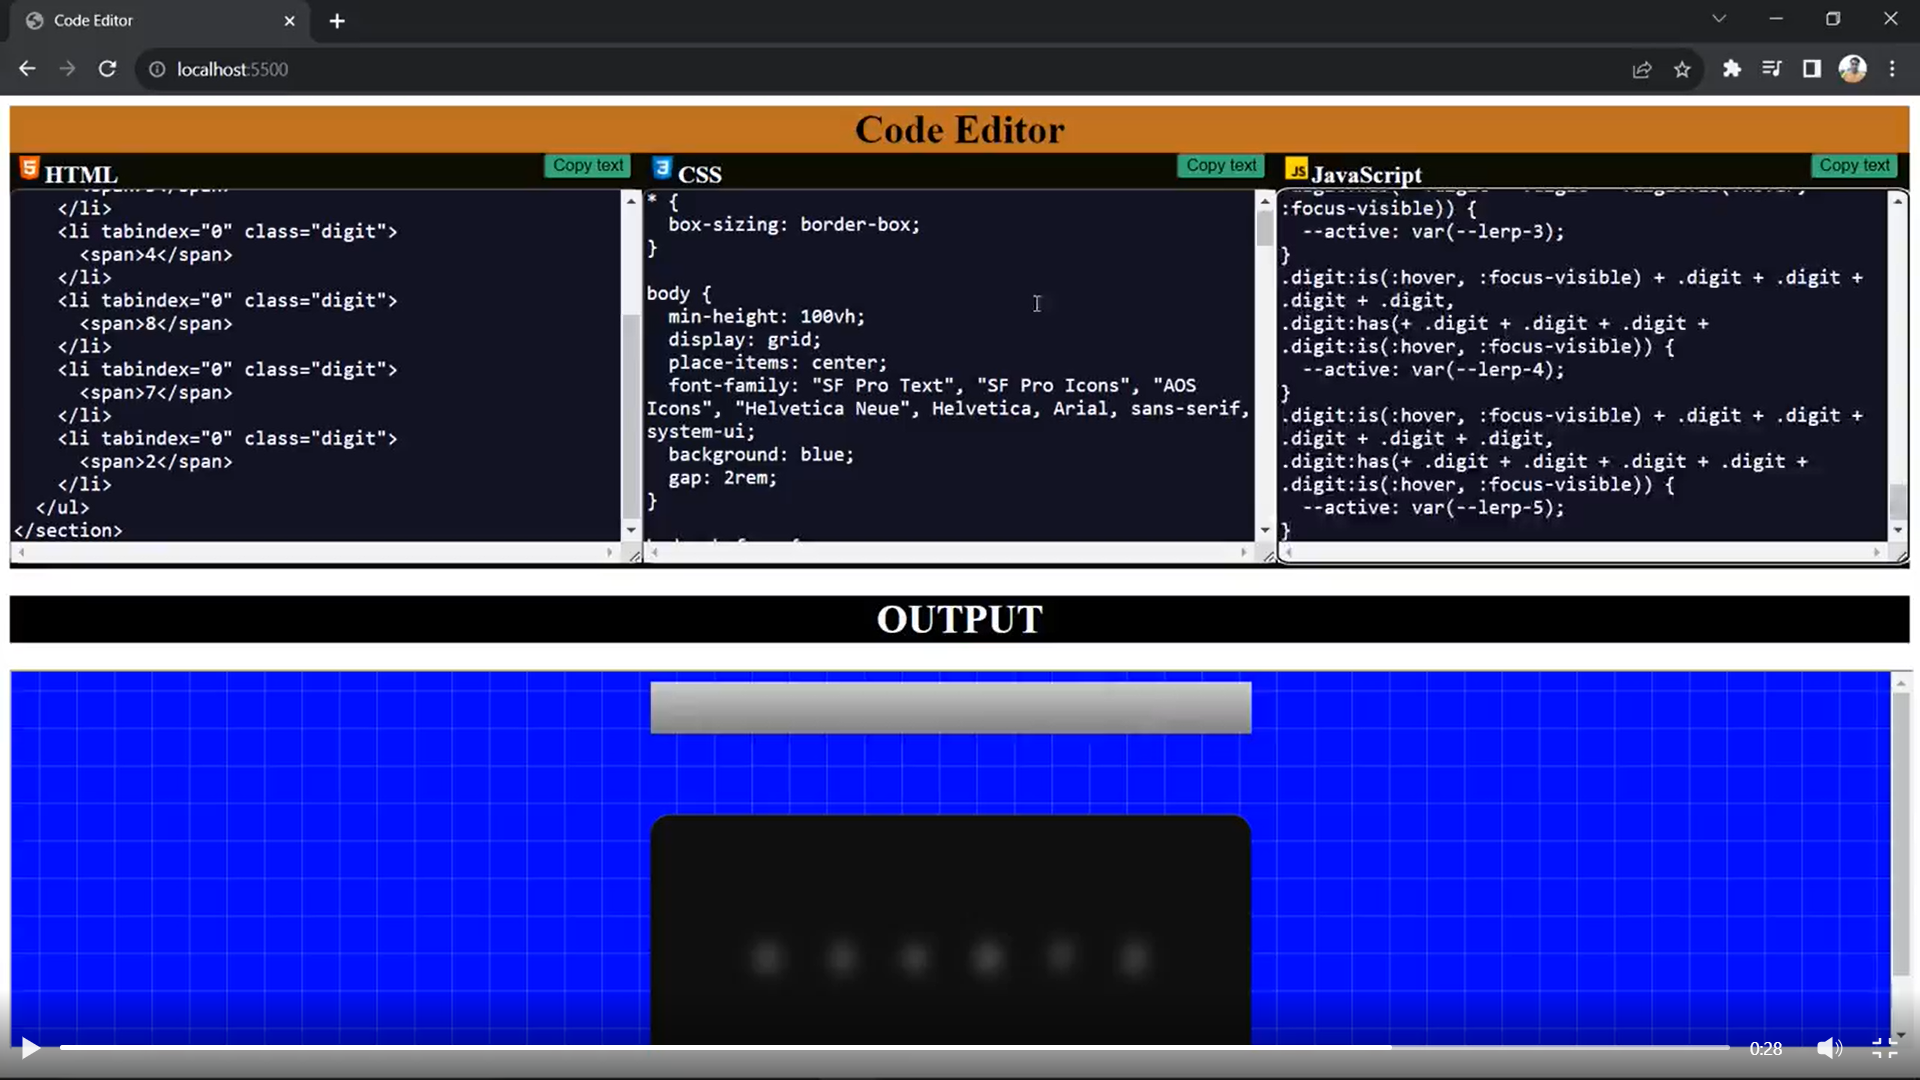 Code Editor
localhost:5500
Code Editor
HTML
Copy text
</li>
<li tabindex="0" class="digit">
<span>4</span>
</li>
<li tabindex="0" class="digit">
<span>8</span>
</li>
<li tabindex="0" class="digit">
<span>7</span>
</li>
<li tabindex="0" class="digit">
<span>2</span>
</li>
</ul>
</section>
CSS
Copy text
* {
box-sizing: border-box;
}
body {
min-height: 100vh;
display: grid;
place-items: center;
font-family: "SF Pro Text", "SF Pro Icons", "AOS
Icons", "Helvetica Neue", Helvetica, Arial, sans-serif,
system-ui;
background: blue;
gap: 2rem;
}
JS JavaScript
Copy text
:focus-visible)) {
--active: var(--lerp-3);
}
.digit:is(:hover, :focus-visible) + .digit + .digit +
.digit + .digit,
.digit:has(+ .digit + .digit + .digit +
.digit:is(:hover, :focus-visible)) {
--active: var(--lerp-4);
}
.digit:is(:hover, :focus-visible) + .digit + .digit +
.digit + .digit + .digit,
.digit:has(+ .digit + .digit + .digit + .digit +
.digit:is(:hover, :focus-visible)) {
--active: var(--lerp-5);
}
OUTPUT
0:28